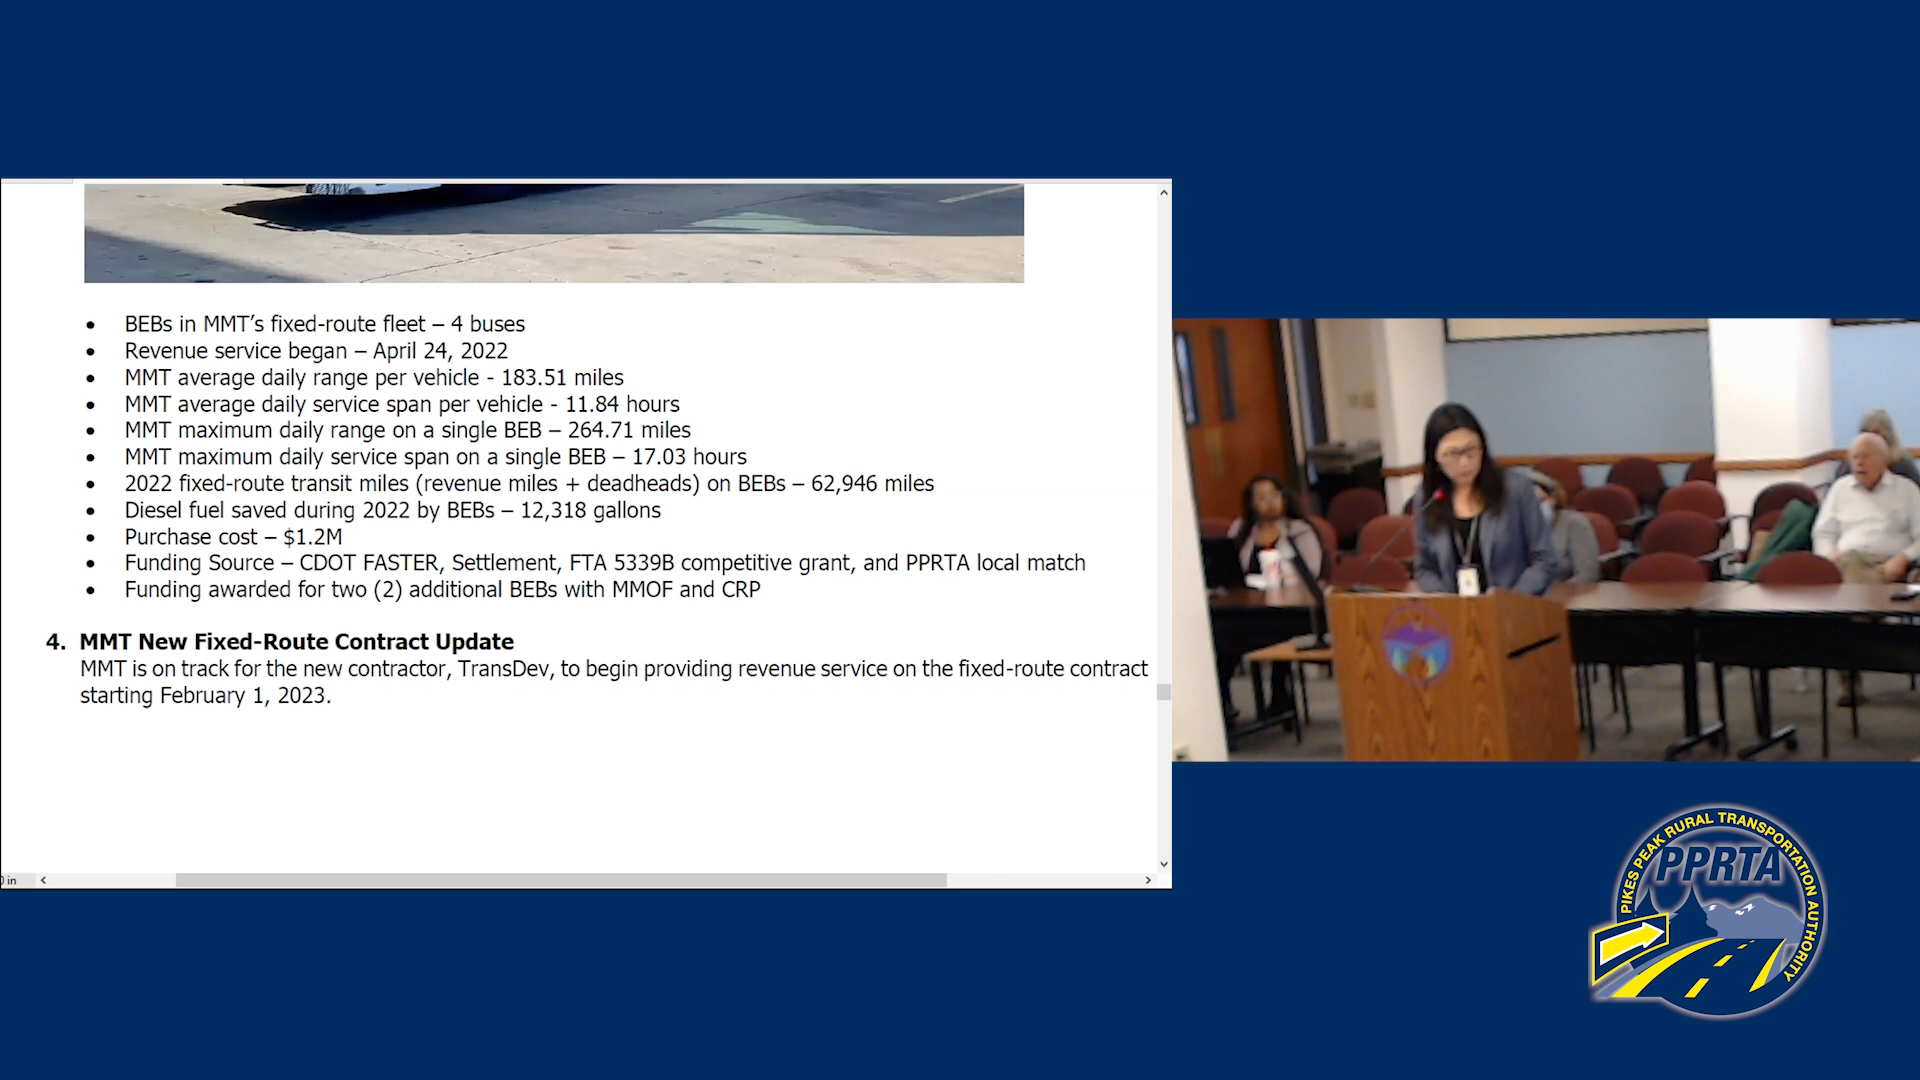 • BEBs in MMT’s fixed-route fleet – 4 buses
• Revenue service began – April 24, 2022
• MMT average daily range per vehicle - 183.51 miles
• MMT average daily service span per vehicle - 11.84 hours
• MMT maximum daily range on a single BEB – 264.71 miles
• MMT maximum daily service span on a single BEB – 17.03 hours
• 2022 fixed-route transit miles (revenue miles + deadheads) on BEBs – 62,946 miles
• Diesel fuel saved during 2022 by BEBs – 12,318 gallons
• Purchase cost – $1.2M
• Funding Source – CDOT FASTER, Settlement, FTA 5339B competitive grant, and PPRTA local match
• Funding awarded for two (2) additional BEBs with MMOF and CRP
4. MMT New Fixed-Route Contract Update
MMT is on track for the new contractor, TransDev, to begin providing revenue service on the fixed-route contract
starting February 1, 2023.
in
PIKES PEAK RURAL TRANSPORTATION AUTHORITY
PPRTA